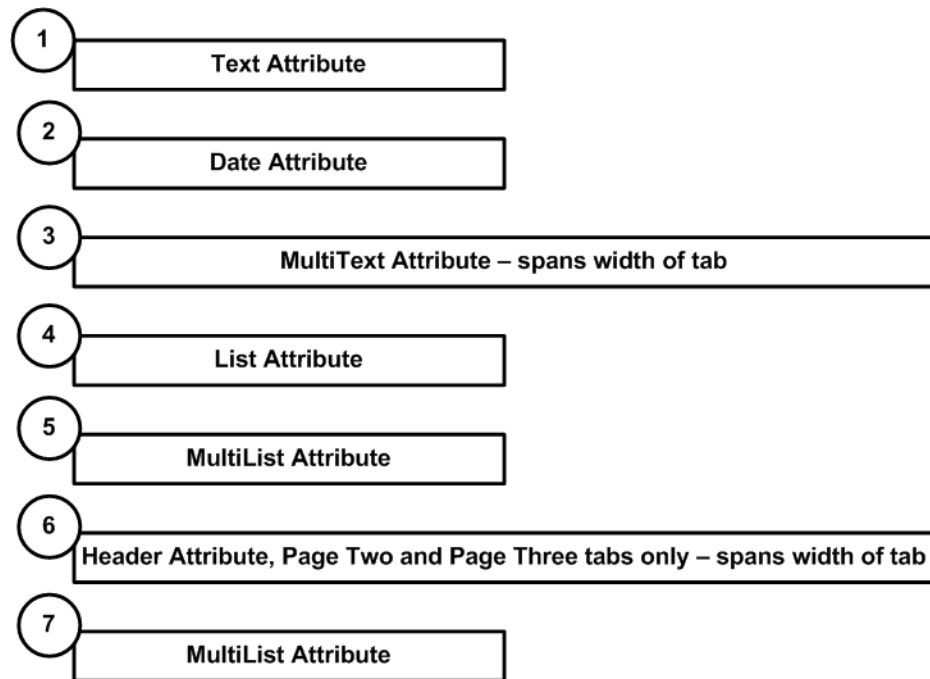 1
Text Attribute
2
Date Attribute
3
MultiText Attribute – spans width of tab
4
List Attribute
5
MultiList Attribute
6
Header Attribute, Page Two and Page Three tabs only – spans width of tab
7
MultiList Attribute